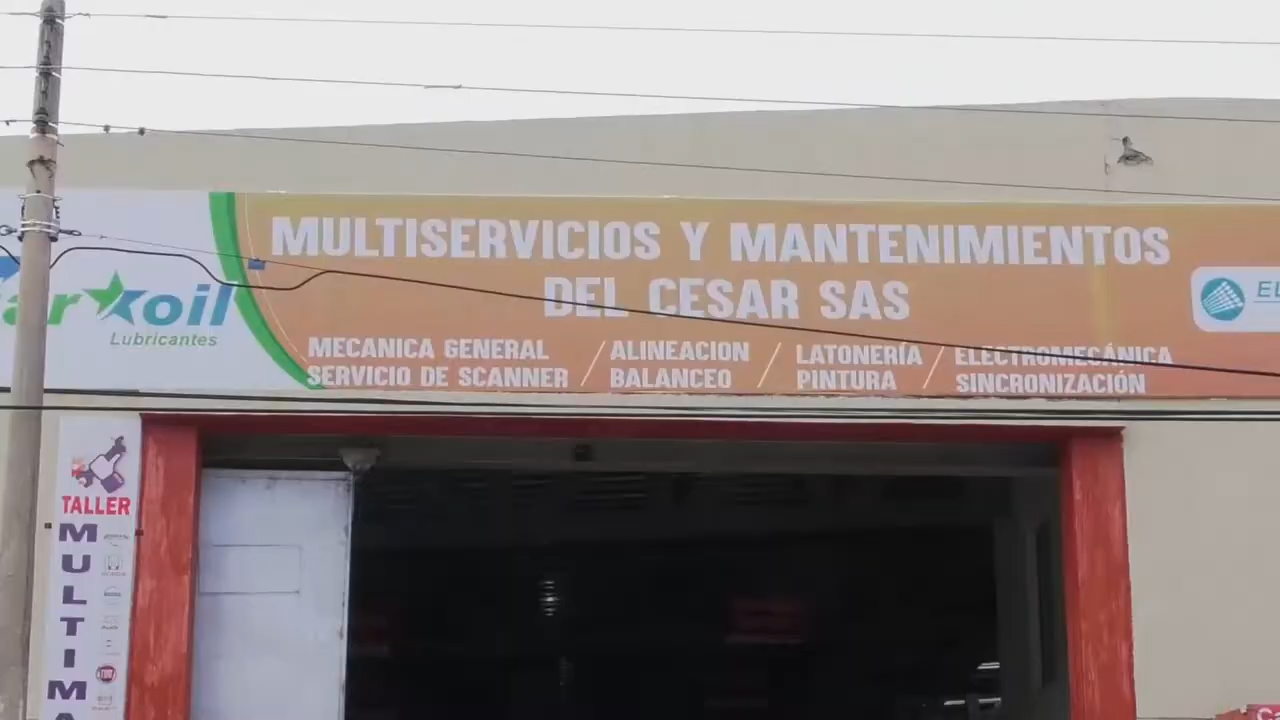 MULTISERVICIOS Y MANTENIMIENTOS
DEL CESAR SAS
MECANICA GENERAL
SERVICIO DE SCANNER
ALINEACION
BALANCEO
LATONERÍA
PINTURA
ELECTROMECÁNICA
SINCRONIZACIÓN
oil
Lubricantes
TALLER
MULTIMA